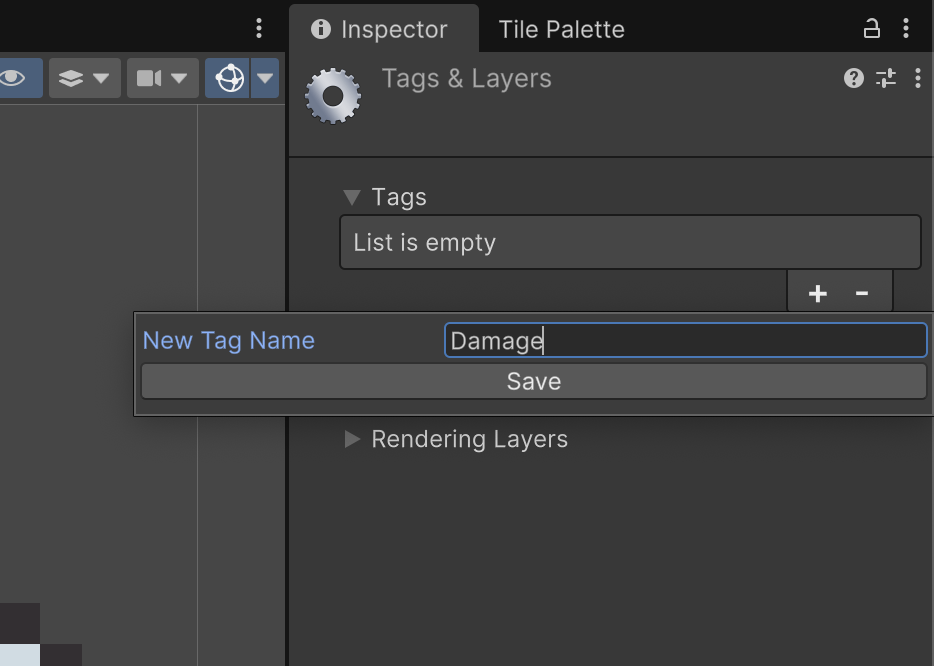 Inspector Tile Palette
Tags & Layers
Tags
List is empty
+ -
New Tag Name Damage
Save
Rendering Layers